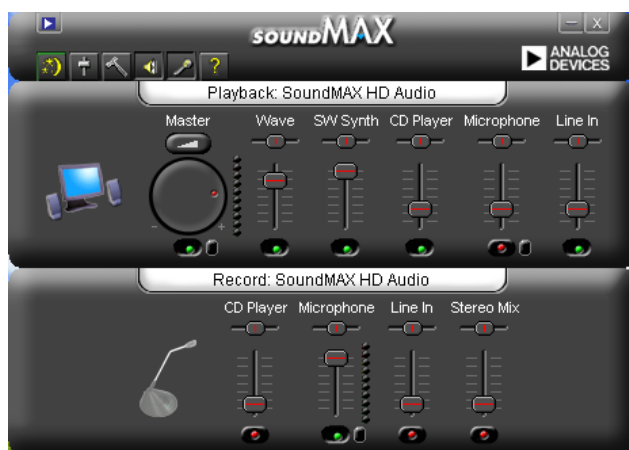 SOUNDMAX
ANALOG
DEVICES
Playback: SoundMAX HD Audio
Master Wave SW Synth CD Player Microphone Line In
- +
Record: SoundMAX HD Audio
CD Player Microphone Line In Stereo Mix